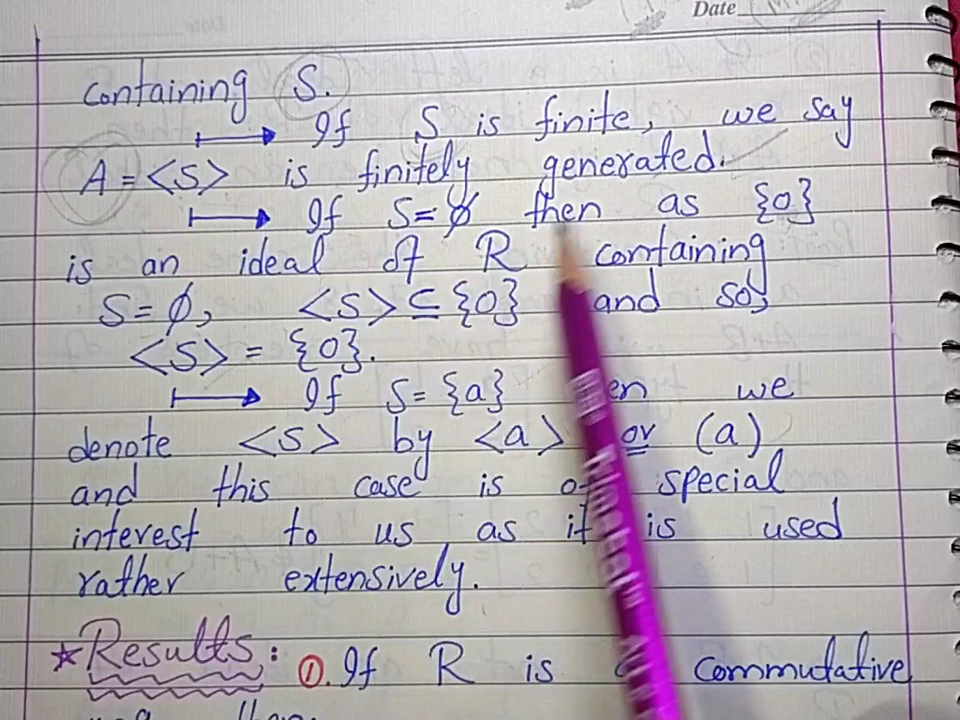 Date
containing S.
↦ If S is finite, we say
A = <S> is finitely generated.
↦ If S = ∅ then as {0}
is an ideal of R containing
S = ∅, <S> ⊆ {0} and so,
<S> = {0}.
↦ If S = {a} we
denote <S> by <a> or (a)
and this case is of special
interest to us as it is used
rather extensively.
★ Results: ①. If R is commutative